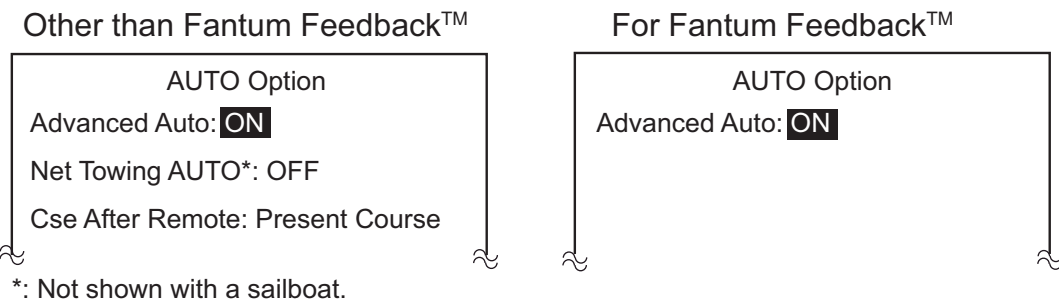 Other than Fantum Feedback™
AUTO Option
Advanced Auto: ON
Net Towing AUTO*: OFF
Cse After Remote: Present Course
*: Not shown with a sailboat.
For Fantum Feedback™
AUTO Option
Advanced Auto: ON